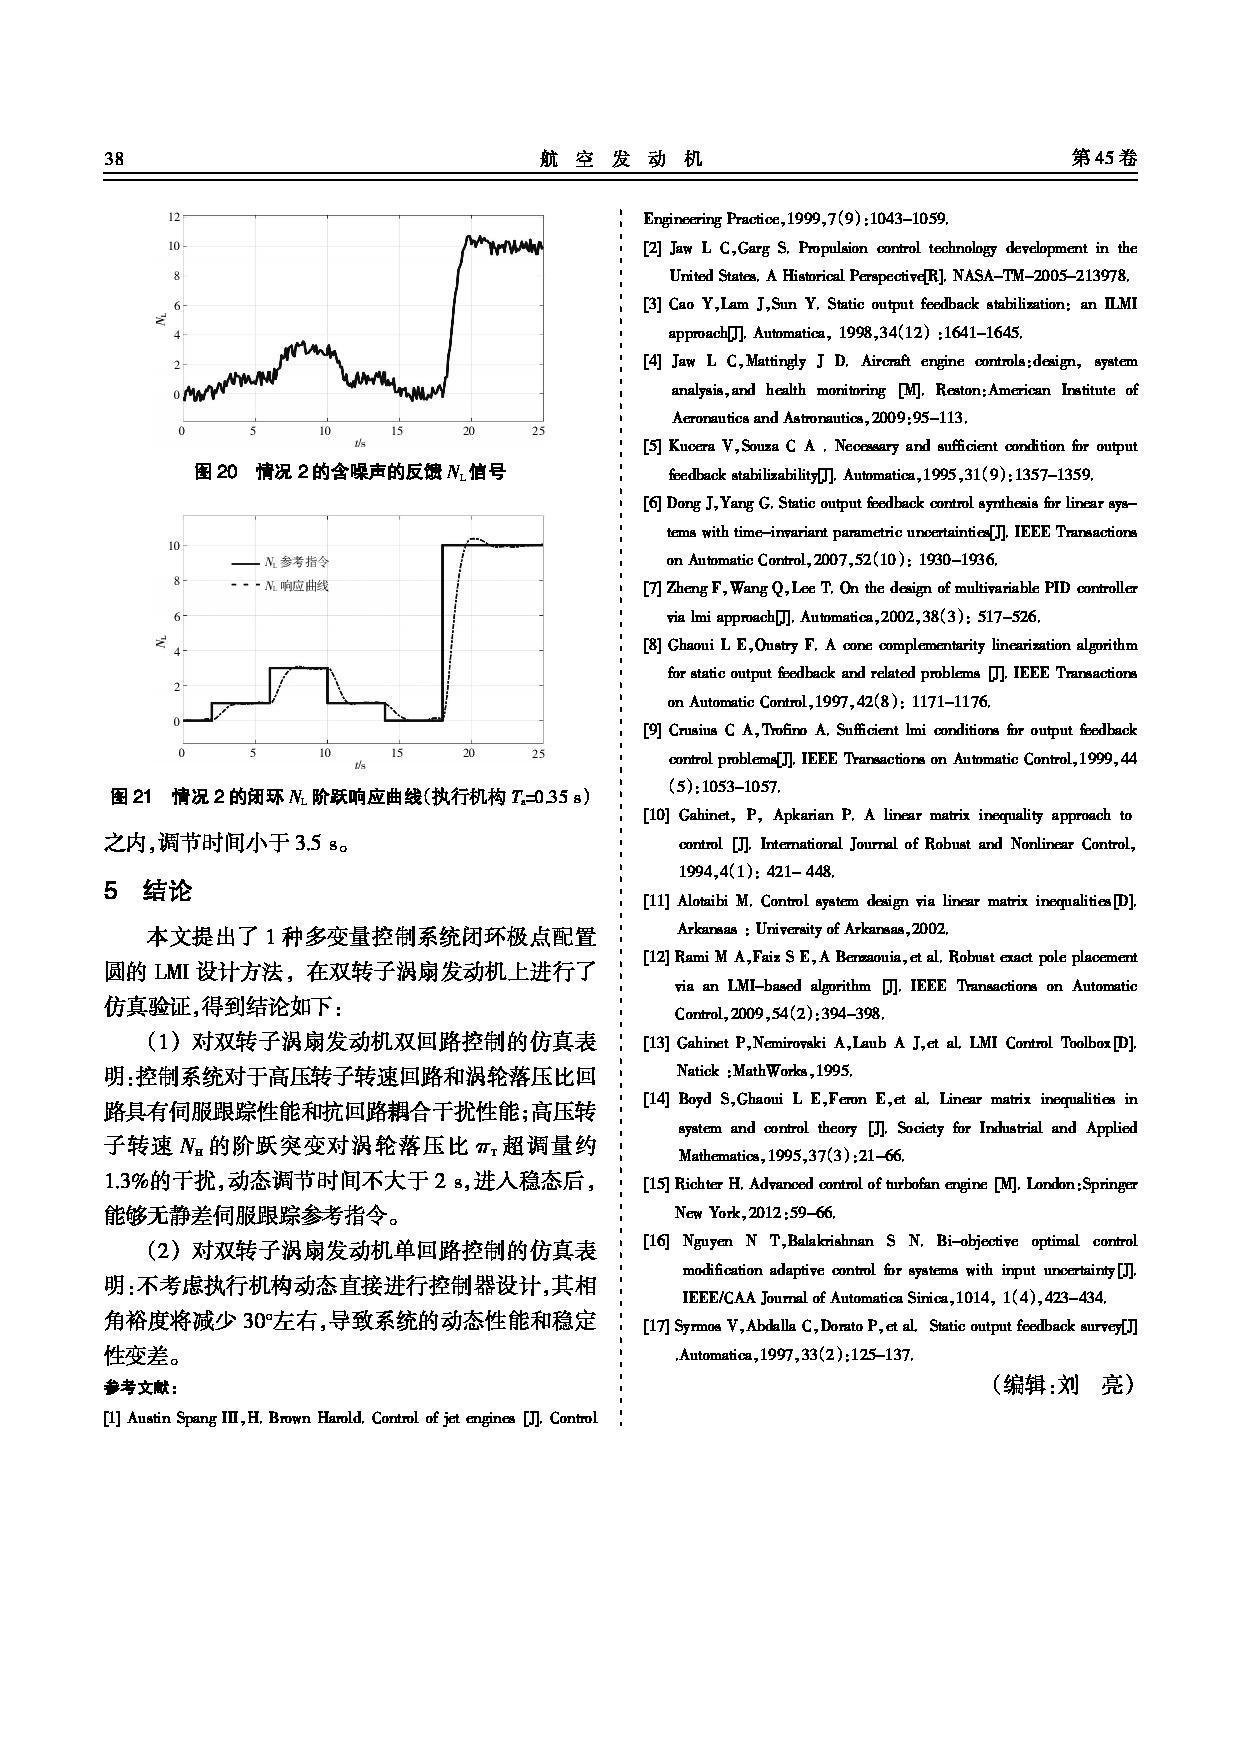 38
航 空 发 动 机
第 45 卷
12
10
8
6
4
2
0
N_L
0 5 10 15 20 25
t/s
图 20 情况 2 的含噪声的反馈 N_L 信号
10
8
6
4
2
0
N_L
N_L 参考指令
N_L 响应曲线
0 5 10 15 20 25
t/s
图 21 情况 2 的闭环 N_L 阶跃响应曲线(执行机构 T_a=0.35 s)
之内,调节时间小于 3.5 s。
5 结论
本文提出了 1 种多变量控制系统闭环极点配置
圆的 LMI 设计方法, 在双转子涡扇发动机上进行了
仿真验证,得到结论如下:
(1) 对双转子涡扇发动机双回路控制的仿真表
明:控制系统对于高压转子转速回路和涡轮落压比回
路具有伺服跟踪性能和抗回路耦合干扰性能;高压转
子转速 N_H 的阶跃突变对涡轮落压比 π_T 超调量约
1.3%的干扰,动态调节时间不大于 2 s,进入稳态后,
能够无静差伺服跟踪参考指令。
(2) 对双转子涡扇发动机单回路控制的仿真表
明:不考虑执行机构动态直接进行控制器设计,其相
角裕度将减少 30°左右,导致系统的动态性能和稳定
性变差。
参考文献:
[1] Austin Spang III,H. Brown Harold. Control of jet engines [J]. Control
Engineering Practice,1999,7(9):1043-1059.
[2] Jaw L C,Garg S. Propulsion control technology development in the
United States. A Historical Perspective[R]. NASA-TM-2005-213978.
[3] Cao Y,Lam J,Sun Y. Static output feedback stabilization: an ILMI
approach[J]. Automatica, 1998,34(12) :1641-1645.
[4] Jaw L C,Mattingly J D. Aircraft engine controls:design, system
analysis,and health monitoring [M]. Reston:American Institute of
Aeronautics and Astronautics,2009:95-113.
[5] Kucera V,Souza C A . Necessary and sufficient condition for output
feedback stabilizability[J]. Automatica,1995,31(9):1357-1359.
[6] Dong J,Yang G. Static output feedback control synthesis for linear sys-
tems with time-invariant parametric uncertainties[J]. IEEE Transactions
on Automatic Control,2007,52(10): 1930-1936.
[7] Zheng F,Wang Q,Lee T. On the design of multivariable PID controller
via lmi approach[J]. Automatica,2002,38(3): 517-526.
[8] Ghaoui L E,Oustry F. A cone complementarity linearization algorithm
for static output feedback and related problems [J]. IEEE Transactions
on Automatic Control,1997,42(8): 1171-1176.
[9] Crusius C A,Trofino A. Sufficient lmi conditions for output feedback
control problems[J]. IEEE Transactions on Automatic Control,1999,44
(5):1053-1057.
[10] Gahinet, P, Apkarian P. A linear matrix inequality approach to
control [J]. International Journal of Robust and Nonlinear Control,
1994,4(1): 421- 448.
[11] Alotaibi M. Control system design via linear matrix inequalities[D].
Arkansas : University of Arkansas,2002.
[12] Rami M A,Faiz S E,A Benzaouia,et al. Robust exact pole placement
via an LMI-based algorithm [J]. IEEE Transactions on Automatic
Control,2009,54(2):394-398.
[13] Gahinet P,Nemirovski A,Laub A J,et al. LMI Control Toolbox[D].
Natick :MathWorks,1995.
[14] Boyd S,Ghaoui L E,Feron E,et al. Linear matrix inequalities in
system and control theory [J]. Society for Industrial and Applied
Mathematics,1995,37(3):21-66.
[15] Richter H. Advanced control of turbofan engine [M]. London:Springer
New York,2012:59-66.
[16] Nguyen N T,Balakrishnan S N. Bi-objective optimal control
modification adaptive control for systems with input uncertainty[J].
IEEE/CAA Journal of Automatica Sinica,1014, 1(4),423-434.
[17] Syrmos V,Abdalla C,Dorato P,et al. Static output feedback survey[J]
.Automatica,1997,33(2):125-137.
(编辑:刘 亮)